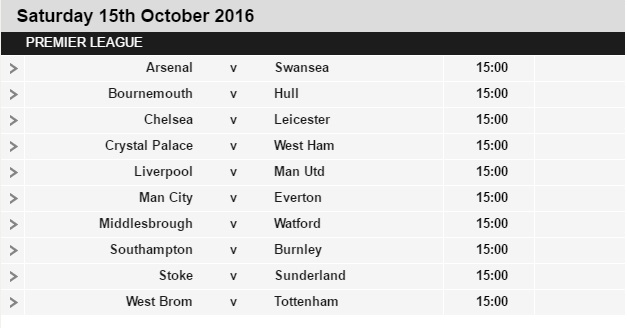 Saturday 15th October 2016
PREMIER LEAGUE
Arsenal v Swansea 15:00
Bournemouth v Hull 15:00
Chelsea v Leicester 15:00
Crystal Palace v West Ham 15:00
Liverpool v Man Utd 15:00
Man City v Everton 15:00
Middlesbrough v Watford 15:00
Southampton v Burnley 15:00
Stoke v Sunderland 15:00
West Brom v Tottenham 15:00